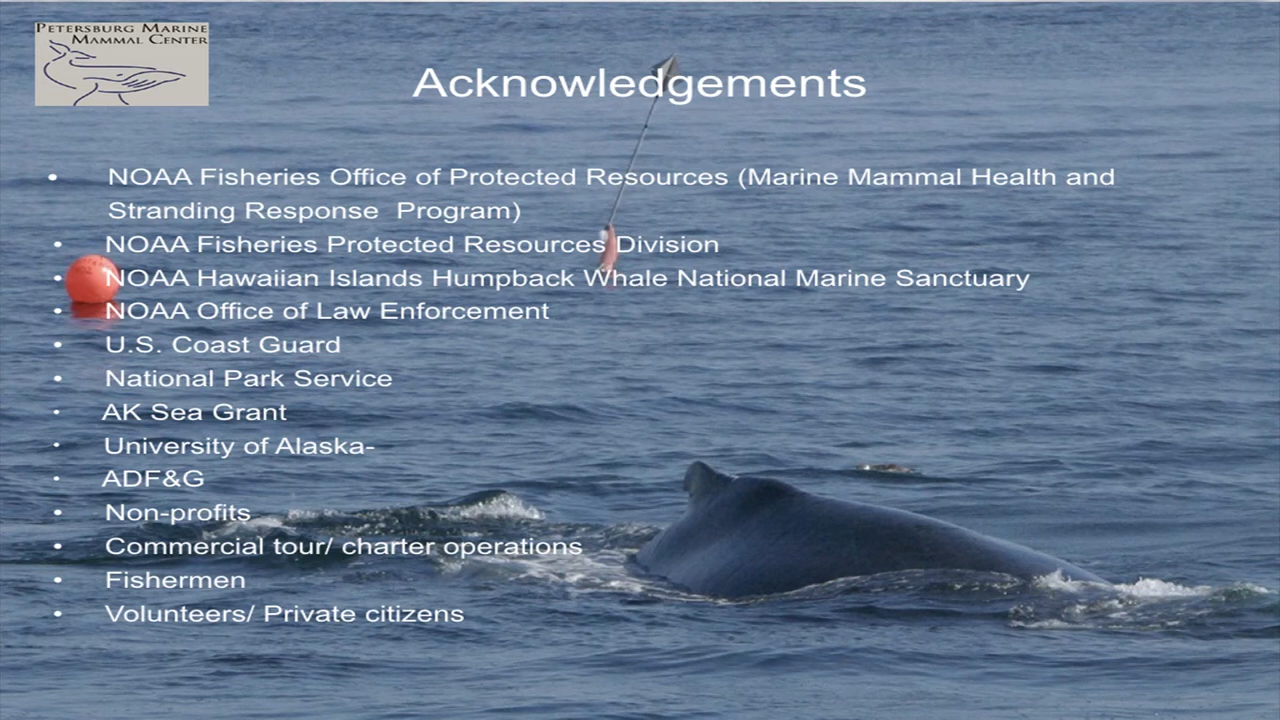 PETERSBURG MARINE
MAMMAL CENTER
Acknowledgements
• NOAA Fisheries Office of Protected Resources (Marine Mammal Health and
Stranding Response Program)
• NOAA Fisheries Protected Resources Division
• NOAA Hawaiian Islands Humpback Whale National Marine Sanctuary
• NOAA Office of Law Enforcement
• U.S. Coast Guard
• National Park Service
• AK Sea Grant
• University of Alaska-
• ADF&G
• Non-profits
• Commercial tour/ charter operations
• Fishermen
• Volunteers/ Private citizens